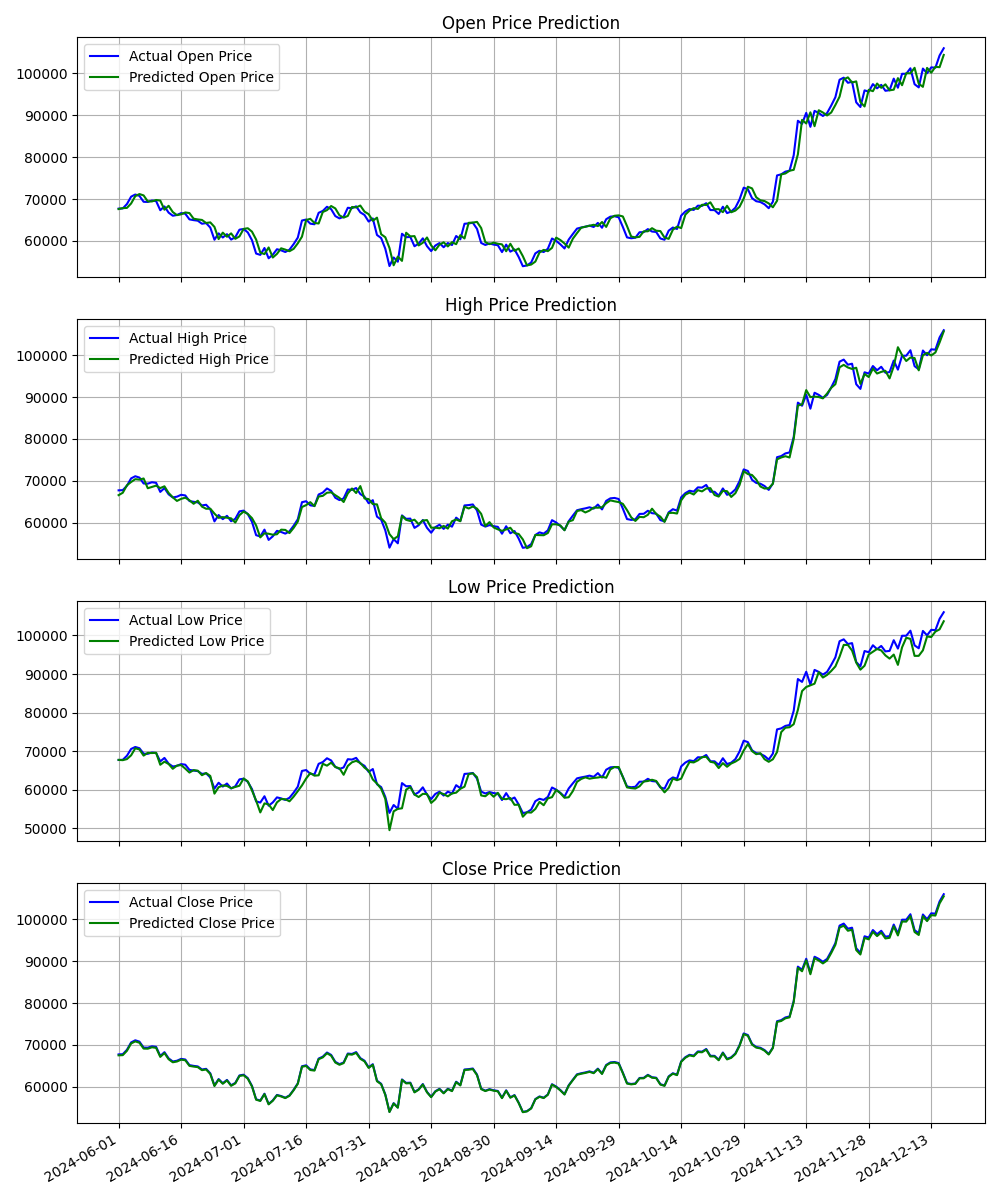 Open Price Prediction
Actual Open Price
Predicted Open Price
100000
90000
80000
70000
60000
High Price Prediction
Actual High Price
Predicted High Price
100000
90000
80000
70000
60000
Low Price Prediction
Actual Low Price
Predicted Low Price
100000
90000
80000
70000
60000
50000
Close Price Prediction
Actual Close Price
Predicted Close Price
100000
90000
80000
70000
60000
2024-06-01
2024-06-16
2024-07-01
2024-07-16
2024-07-31
2024-08-15
2024-08-30
2024-09-14
2024-09-29
2024-10-14
2024-10-29
2024-11-13
2024-11-28
2024-12-13